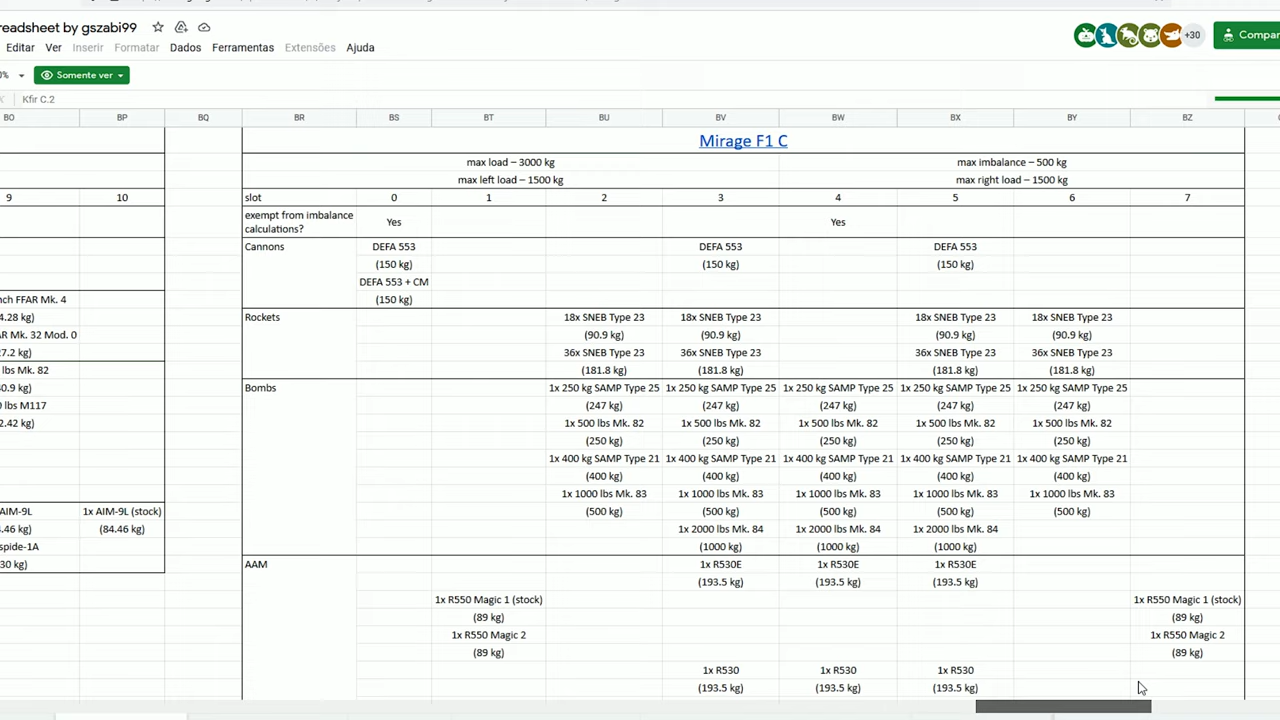 readsheet by gszabi99
+30
Compar
Editar Ver Inserir Formatar Dados Ferramentas Extensões Ajuda
0% Somente ver
Kfir C.2
BO BP BQ BR BS BT BU BV BW BX BY BZ
Mirage F1 C
max load – 3000 kg max imbalance – 500 kg
max left load – 1500 kg max right load – 1500 kg
9 10 slot 0 1 2 3 4 5 6 7
exempt from imbalance
calculations? Yes Yes
Cannons DEFA 553 DEFA 553 DEFA 553
(150 kg) (150 kg) (150 kg)
DEFA 553 + CM
nch FFAR Mk. 4 (150 kg)
4.28 kg) Rockets 18x SNEB Type 23 18x SNEB Type 23 18x SNEB Type 23 18x SNEB Type 23
AR Mk. 32 Mod. 0 (90.9 kg) (90.9 kg) (90.9 kg) (90.9 kg)
27.2 kg) 36x SNEB Type 23 36x SNEB Type 23 36x SNEB Type 23 36x SNEB Type 23
lbs Mk. 82 (181.8 kg) (181.8 kg) (181.8 kg) (181.8 kg)
40.9 kg) Bombs 1x 250 kg SAMP Type 25 1x 250 kg SAMP Type 25 1x 250 kg SAMP Type 25 1x 250 kg SAMP Type 25 1x 250 kg SAMP Type 25
0 lbs M117 (247 kg) (247 kg) (247 kg) (247 kg) (247 kg)
2.42 kg) 1x 500 lbs Mk. 82 1x 500 lbs Mk. 82 1x 500 lbs Mk. 82 1x 500 lbs Mk. 82 1x 500 lbs Mk. 82
(250 kg) (250 kg) (250 kg) (250 kg) (250 kg)
1x 400 kg SAMP Type 21 1x 400 kg SAMP Type 21 1x 400 kg SAMP Type 21 1x 400 kg SAMP Type 21 1x 400 kg SAMP Type 21
(400 kg) (400 kg) (400 kg) (400 kg) (400 kg)
1x 1000 lbs Mk. 83 1x 1000 lbs Mk. 83 1x 1000 lbs Mk. 83 1x 1000 lbs Mk. 83 1x 1000 lbs Mk. 83
AIM-9L 1x AIM-9L (stock) (500 kg) (500 kg) (500 kg) (500 kg) (500 kg)
.46 kg) (84.46 kg) 1x 2000 lbs Mk. 84 1x 2000 lbs Mk. 84 1x 2000 lbs Mk. 84
spide-1A (1000 kg) (1000 kg) (1000 kg)
30 kg) AAM 1x R530E 1x R530E 1x R530E
(193.5 kg) (193.5 kg) (193.5 kg)
1x R550 Magic 1 (stock) 1x R550 Magic 1 (stock)
(89 kg) (89 kg)
1x R550 Magic 2 1x R550 Magic 2
(89 kg) (89 kg)
1x R530 1x R530 1x R530
(193.5 kg) (193.5 kg) (193.5 kg)